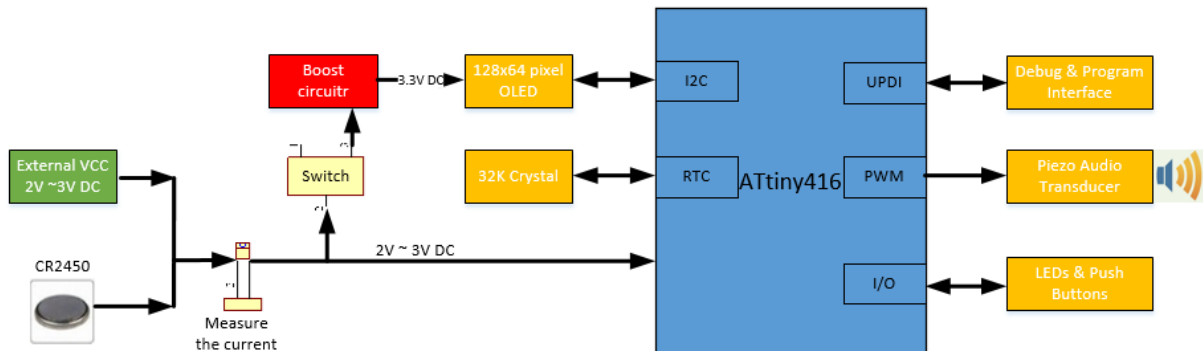 Boost
circuitr
3.3V DC
128x64 pixel
OLED
I2C
UPDI
Debug & Program
Interface
External VCC
2V ~3V DC
Switch
32K Crystal
RTC
ATtiny416
PWM
Piezo Audio
Transducer
2V ~ 3V DC
CR2450
I/O
LEDs & Push
Buttons
Measure
the current